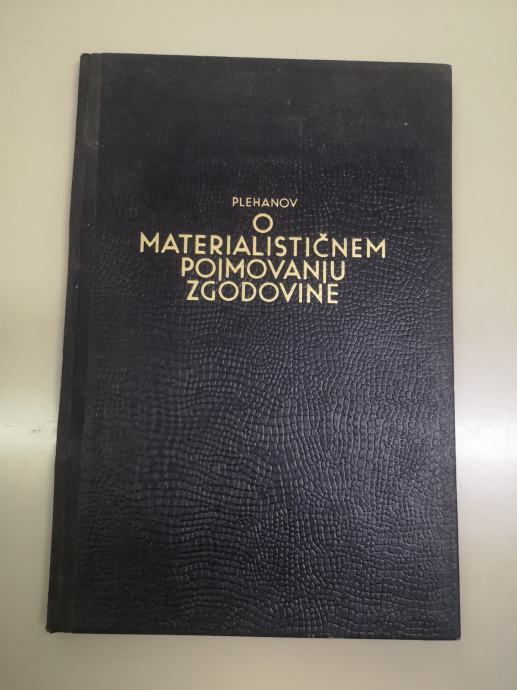 PLEHANOV
O
MATERIALISTIČNEM
POJMOVANJU
ZGODOVINE